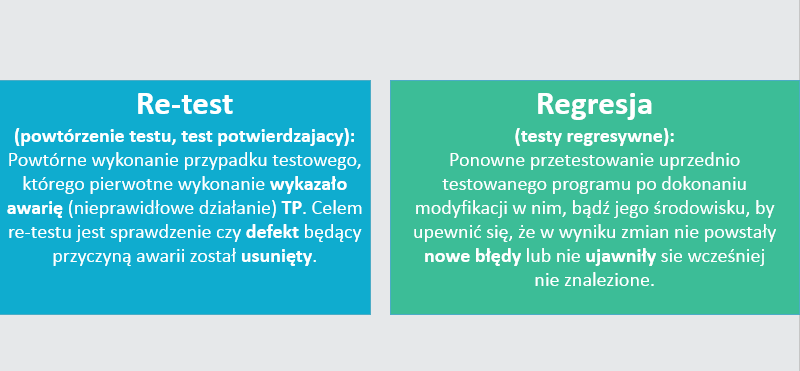 Re-test
(powtórzenie testu, test potwierdzajacy):
Powtórne wykonanie przypadku testowego,
którego pierwotne wykonanie wykazało
awarię (nieprawidłowe działanie) TP. Celem
re-testu jest sprawdzenie czy defekt będący
przyczyną awarii został usunięty.
Regresja
(testy regresywne):
Ponowne przetestowanie uprzednio
testowanego programu po dokonaniu
modyfikacji w nim, bądź jego środowisku, by
upewnić się, że w wyniku zmian nie powstały
nowe błędy lub nie ujawniły sie wcześniej
nie znalezione.